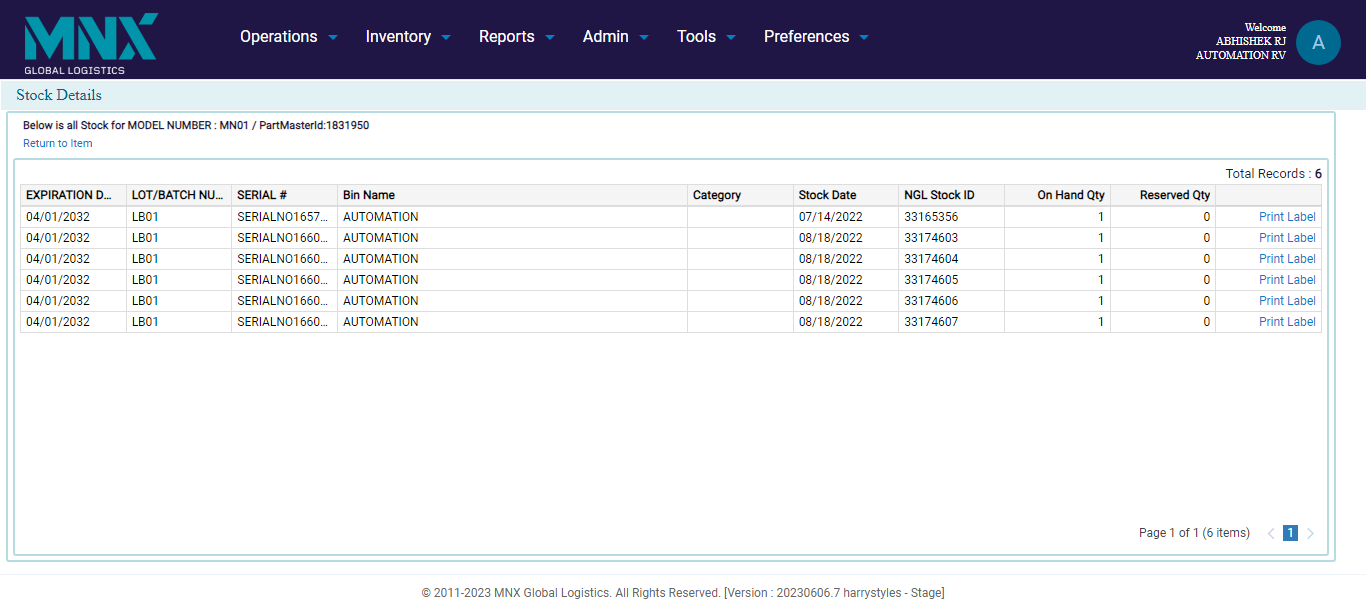 MNX
GLOBAL LOGISTICS
Operations Inventory Reports Admin Tools Preferences
Welcome
ABHISHEK RJ
AUTOMATION RV
A
Stock Details
Below is all Stock for MODEL NUMBER : MN01 / PartMasterId:1831950
Return to Item
Total Records : 6
EXPIRATION D... LOT/BATCH NU... SERIAL # Bin Name Category Stock Date NGL Stock ID On Hand Qty Reserved Qty
04/01/2032 LB01 SERIALNO1657... AUTOMATION 07/14/2022 33165356 1 0 Print Label
04/01/2032 LB01 SERIALNO1660... AUTOMATION 08/18/2022 33174603 1 0 Print Label
04/01/2032 LB01 SERIALNO1660... AUTOMATION 08/18/2022 33174604 1 0 Print Label
04/01/2032 LB01 SERIALNO1660... AUTOMATION 08/18/2022 33174605 1 0 Print Label
04/01/2032 LB01 SERIALNO1660... AUTOMATION 08/18/2022 33174606 1 0 Print Label
04/01/2032 LB01 SERIALNO1660... AUTOMATION 08/18/2022 33174607 1 0 Print Label
Page 1 of 1 (6 items) 1
© 2011-2023 MNX Global Logistics. All Rights Reserved. [Version : 20230606.7 harrystyles - Stage]